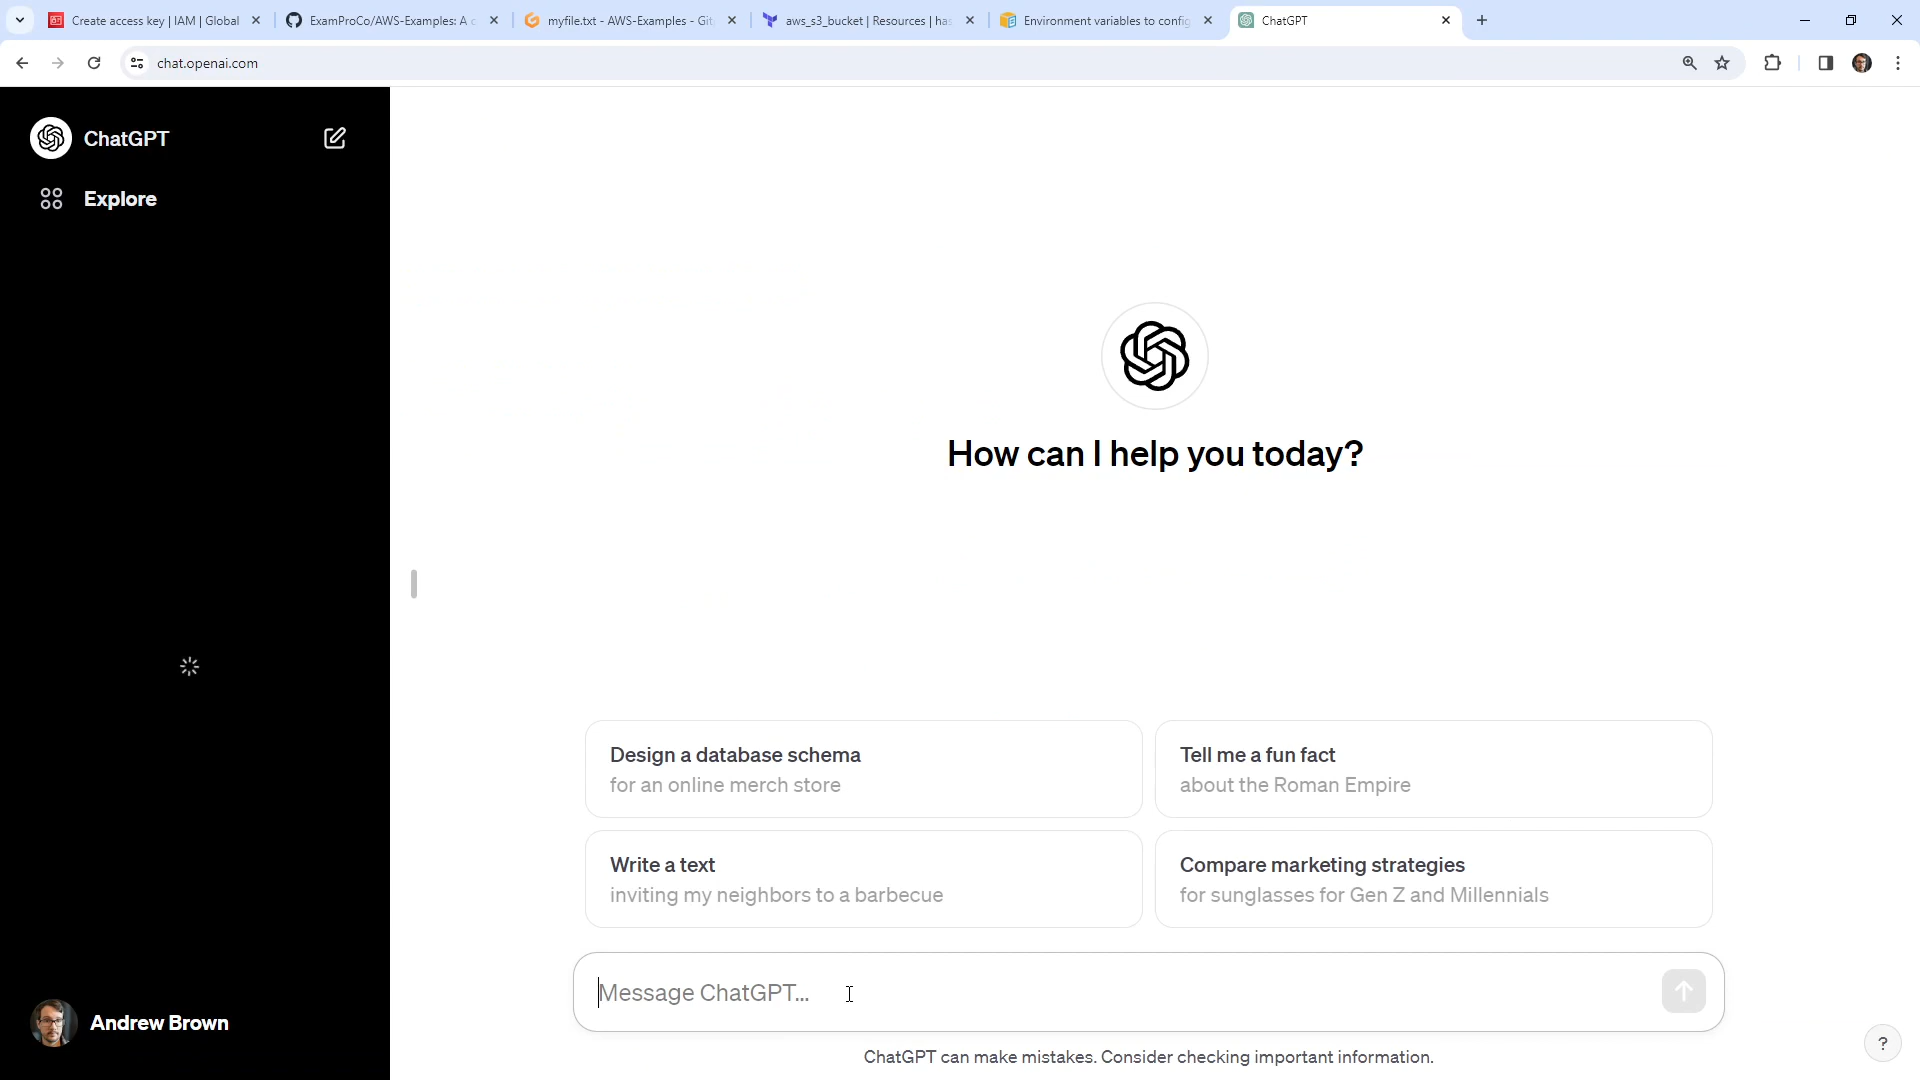 Create access key | IAM | Global
ExamProCo/AWS-Examples: A c
myfile.txt - AWS-Examples - Git
aws_s3_bucket | Resources | has
Environment variables to config
ChatGPT
chat.openai.com
ChatGPT
Explore
How can I help you today?
Design a database schema
for an online merch store
Tell me a fun fact
about the Roman Empire
Write a text
inviting my neighbors to a barbecue
Compare marketing strategies
for sunglasses for Gen Z and Millennials
Message ChatGPT...
Andrew Brown
ChatGPT can make mistakes. Consider checking important information.
?